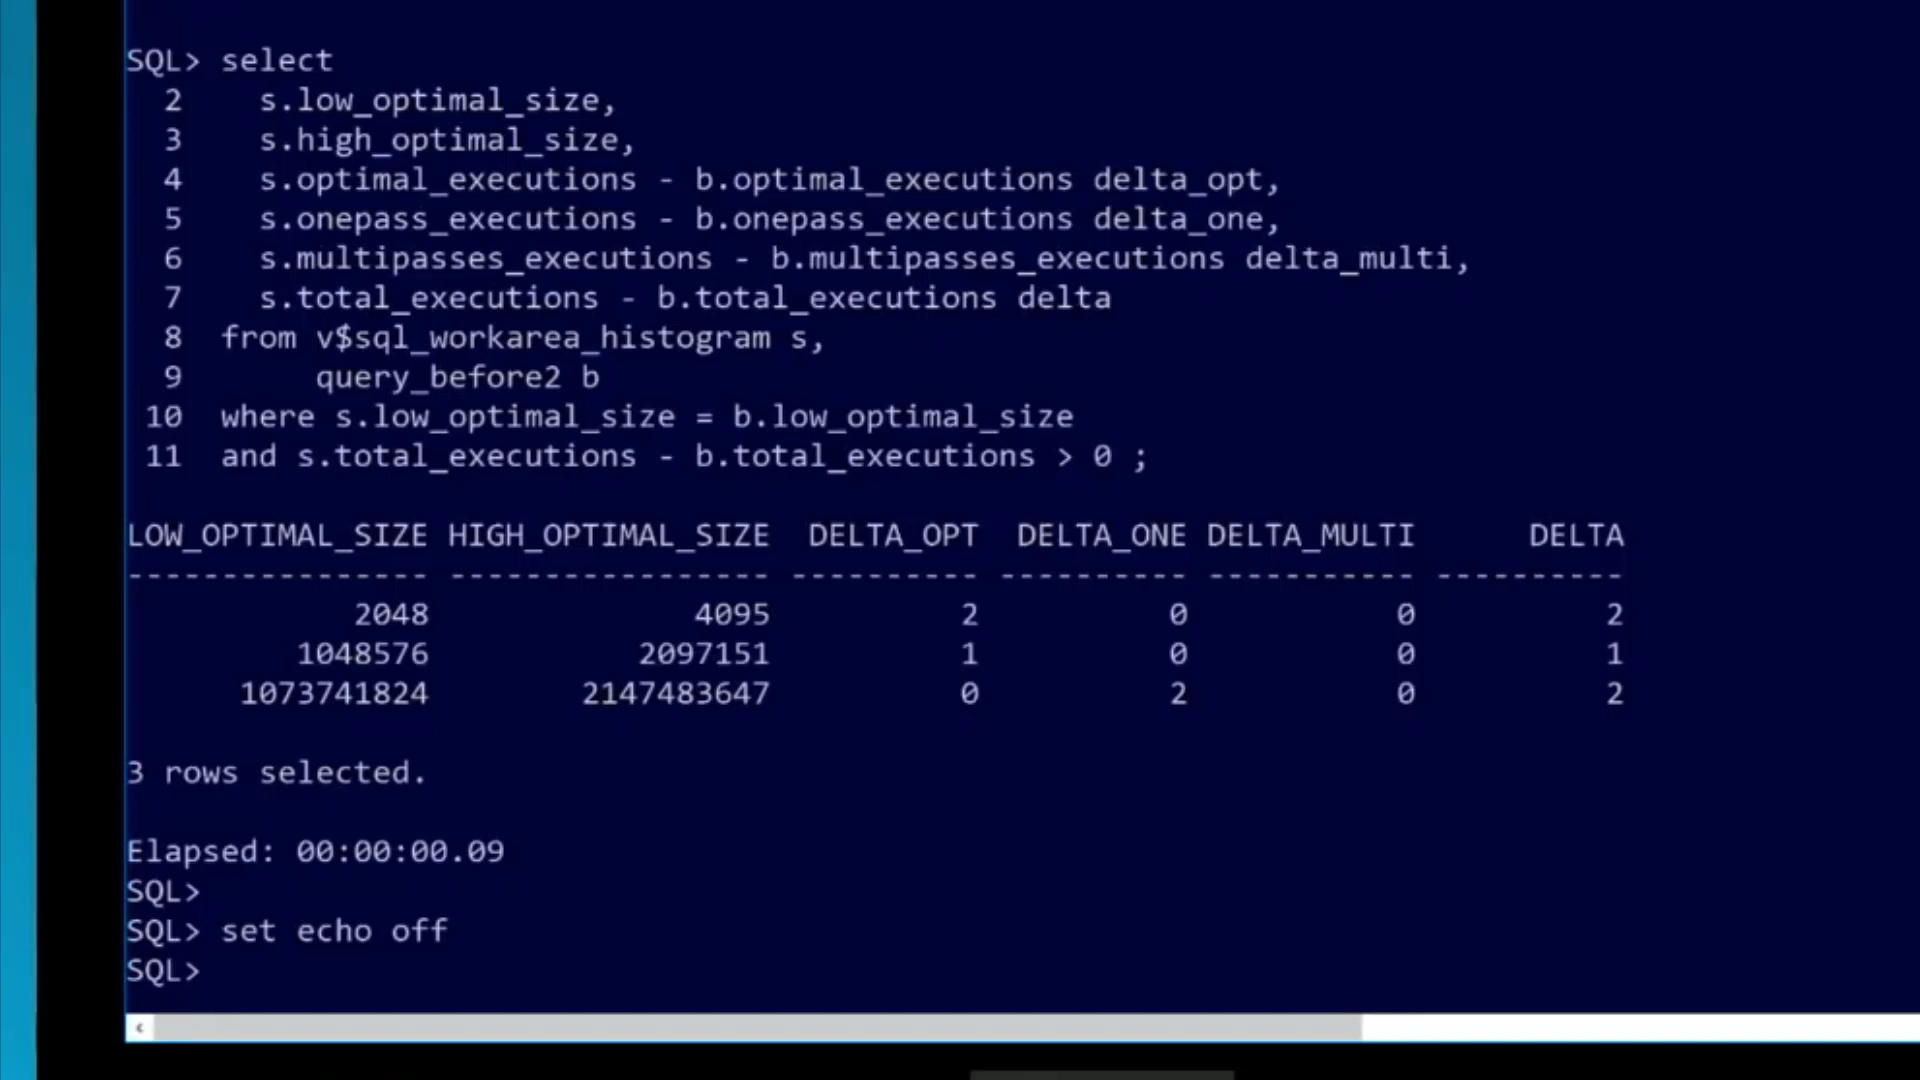 SQL> select
  2    s.low_optimal_size,
  3    s.high_optimal_size,
  4    s.optimal_executions - b.optimal_executions delta_opt,
  5    s.onepass_executions - b.onepass_executions delta_one,
  6    s.multipasses_executions - b.multipasses_executions delta_multi,
  7    s.total_executions - b.total_executions delta
  8  from v$sql_workarea_histogram s,
  9       query_before2 b
 10  where s.low_optimal_size = b.low_optimal_size
 11  and s.total_executions - b.total_executions > 0 ;
LOW_OPTIMAL_SIZE HIGH_OPTIMAL_SIZE  DELTA_OPT  DELTA_ONE DELTA_MULTI      DELTA
---------------- ----------------- ---------- ---------- ----------- ----------
            2048              4095          2          0           0          2
         1048576           2097151          1          0           0          1
      1073741824        2147483647          0          2           0          2
3 rows selected.
Elapsed: 00:00:00.09
SQL>
SQL> set echo off
SQL>